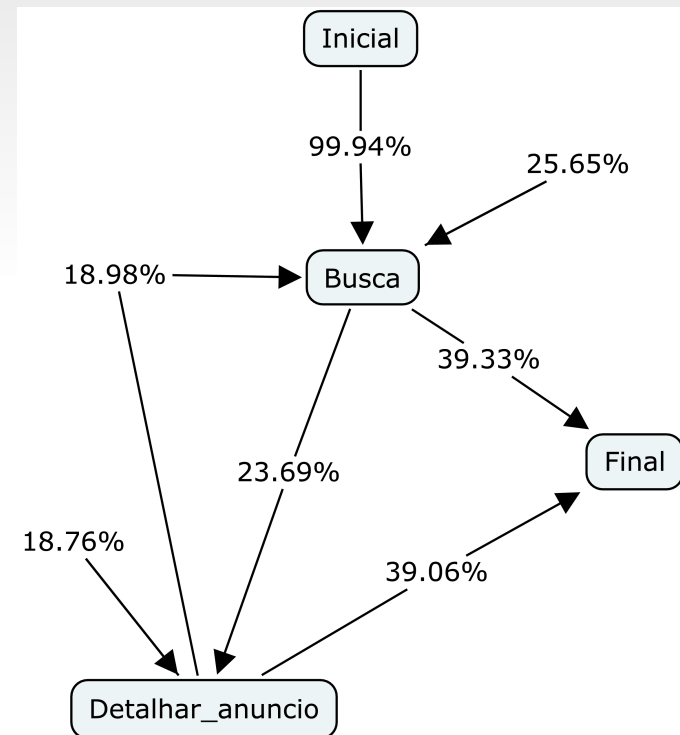 Inicial
99.94%
25.65%
18.98%
Busca
39.33%
Final
23.69%
18.76%
39.06%
Detalhar_anuncio